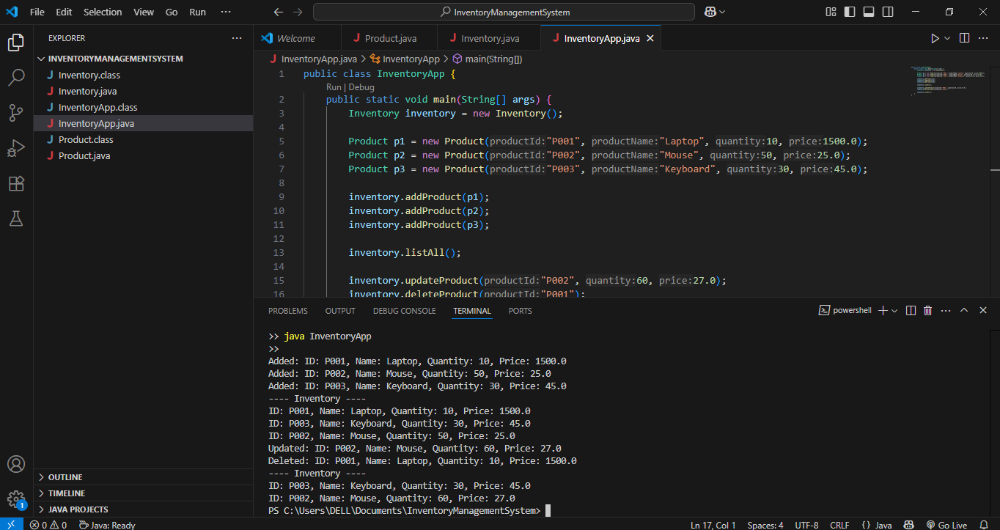 File Edit Selection View Go Run ··· InventoryManagementSystem
EXPLORER ···
INVENTORYMANAGEMENTSYSTEM
J Inventory.class
J Inventory.java
J InventoryApp.class
J InventoryApp.java
J Product.class
J Product.java
OUTLINE
TIMELINE
JAVA PROJECTS
1
Welcome J Product.java J Inventory.java J InventoryApp.java
J InventoryApp.java > InventoryApp > main(String[])
1 public class InventoryApp {
Run | Debug
2 public static void main(String[] args) {
3 Inventory inventory = new Inventory();
4
5 Product p1 = new Product(productId:"P001", productName:"Laptop", quantity:10, price:1500.0);
6 Product p2 = new Product(productId:"P002", productName:"Mouse", quantity:50, price:25.0);
7 Product p3 = new Product(productId:"P003", productName:"Keyboard", quantity:30, price:45.0);
8
9 inventory.addProduct(p1);
10 inventory.addProduct(p2);
11 inventory.addProduct(p3);
12
13 inventory.listAll();
14
15 inventory.updateProduct(productId:"P002", quantity:60, price:27.0);
16 inventory.deleteProduct(productId:"P001");
PROBLEMS OUTPUT DEBUG CONSOLE TERMINAL PORTS powershell
>> java InventoryApp
>>
Added: ID: P001, Name: Laptop, Quantity: 10, Price: 1500.0
Added: ID: P002, Name: Mouse, Quantity: 50, Price: 25.0
Added: ID: P003, Name: Keyboard, Quantity: 30, Price: 45.0
---- Inventory ----
ID: P001, Name: Laptop, Quantity: 10, Price: 1500.0
ID: P003, Name: Keyboard, Quantity: 30, Price: 45.0
ID: P002, Name: Mouse, Quantity: 50, Price: 25.0
Updated: ID: P002, Name: Mouse, Quantity: 60, Price: 27.0
Deleted: ID: P001, Name: Laptop, Quantity: 10, Price: 1500.0
---- Inventory ----
ID: P003, Name: Keyboard, Quantity: 30, Price: 45.0
ID: P002, Name: Mouse, Quantity: 60, Price: 27.0
PS C:\Users\DELL\Documents\InventoryManagementSystem>
0 0 Java: Ready Ln 17, Col 1 Spaces: 4 UTF-8 CRLF {} Java Go Live